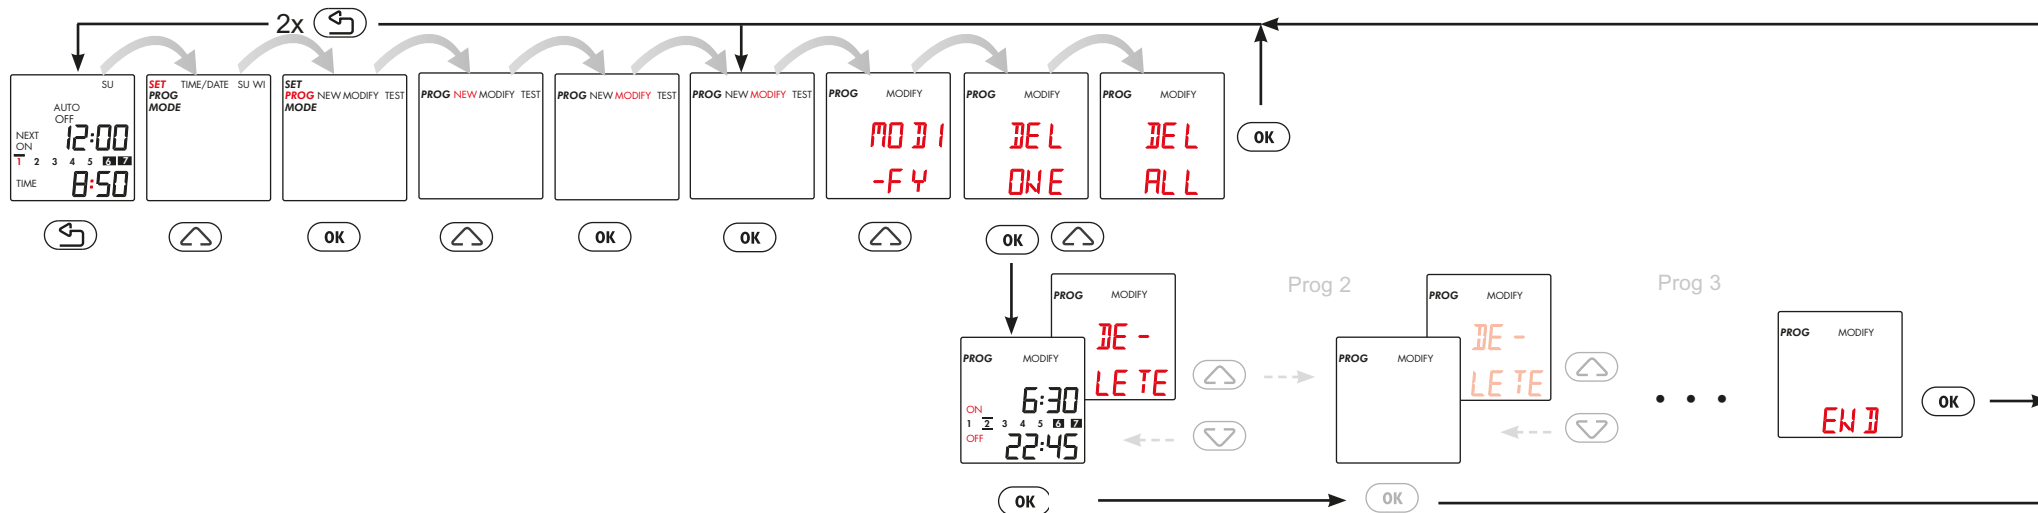 2x
SU
AUTO
OFF
NEXT
ON
12:00
1 2 3 4 5 6 7
TIME
8:50
SET TIME/DATE SU WI
PROG
MODE
SET
PROG NEW MODIFY TEST
MODE
PROG NEW MODIFY TEST
PROG NEW MODIFY TEST
PROG NEW MODIFY TEST
PROG MODIFY
MODI
-FY
PROG MODIFY
DEL
ONE
PROG MODIFY
DEL
ALL
OK
OK
OK
OK
OK
PROG MODIFY
DE -
LETE
PROG MODIFY
ON
6:30
1 2 3 4 5 6 7
OFF
22:45
OK
Prog 2
PROG MODIFY
DE -
LETE
PROG MODIFY
OK
Prog 3
PROG MODIFY
END
OK